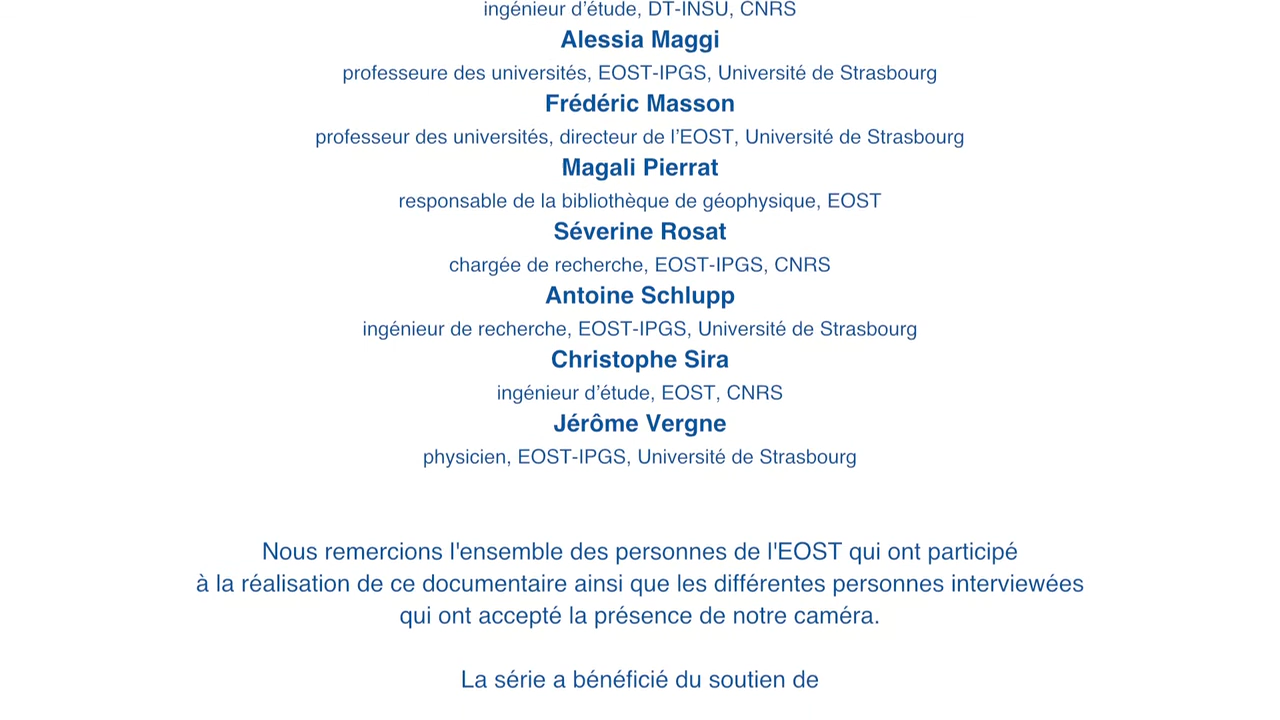 ingénieur d’étude, DT-INSU, CNRS
Alessia Maggi
professeure des universités, EOST-IPGS, Université de Strasbourg
Frédéric Masson
professeur des universités, directeur de l’EOST, Université de Strasbourg
Magali Pierrat
responsable de la bibliothèque de géophysique, EOST
Séverine Rosat
chargée de recherche, EOST-IPGS, CNRS
Antoine Schlupp
ingénieur de recherche, EOST-IPGS, Université de Strasbourg
Christophe Sira
ingénieur d’étude, EOST, CNRS
Jérôme Vergne
physicien, EOST-IPGS, Université de Strasbourg
Nous remercions l'ensemble des personnes de l'EOST qui ont participé
à la réalisation de ce documentaire ainsi que les différentes personnes interviewées
qui ont accepté la présence de notre caméra.
La série a bénéficié du soutien de